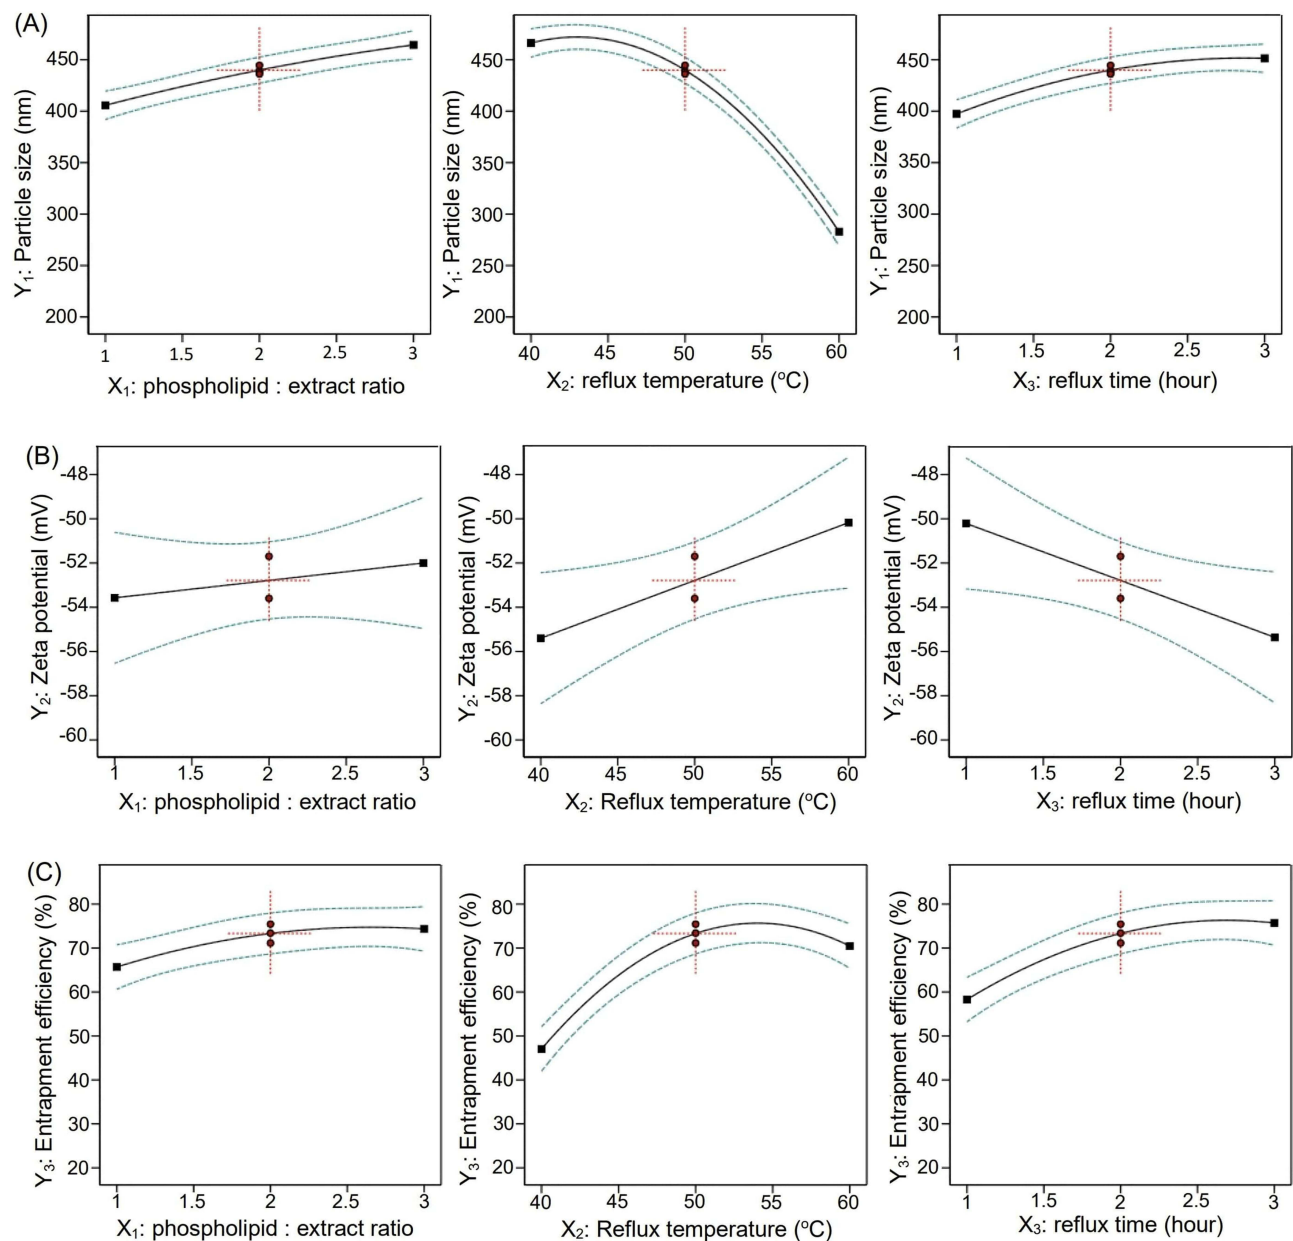 (A)
Y₁: Particle size (nm)
450
400
350
300
250
200
1 1.5 2 2.5 3
X₁: phospholipid : extract ratio
Y₁: Particle size (nm)
450
400
350
300
250
200
40 45 50 55 60
X₂: reflux temperature (ºC)
Y₁: Particle size (nm)
450
400
350
300
250
200
1 1.5 2 2.5 3
X₃: reflux time (hour)
(B)
Y₂: Zeta potential (mV)
-48
-50
-52
-54
-56
-58
-60
1 1.5 2 2.5 3
X₁: phospholipid : extract ratio
Y₂: Zeta potential (mV)
-48
-50
-52
-54
-56
-58
-60
40 45 50 55 60
X₂: Reflux temperature (ºC)
Y₂: Zeta potential (mV)
-48
-50
-52
-54
-56
-58
-60
1 1.5 2 2.5 3
X₃: reflux time (hour)
(C)
Y₃: Entrapment efficiency (%)
80
70
60
50
40
30
20
1 1.5 2 2.5 3
X₁: phospholipid : extract ratio
Y₃: Entrapment efficiency (%)
80
70
60
50
40
30
20
40 45 50 55 60
X₂: Reflux temperature (ºC)
Y₃: Entrapment efficiency (%)
80
70
60
50
40
30
20
1 1.5 2 2.5 3
X₃: reflux time (hour)